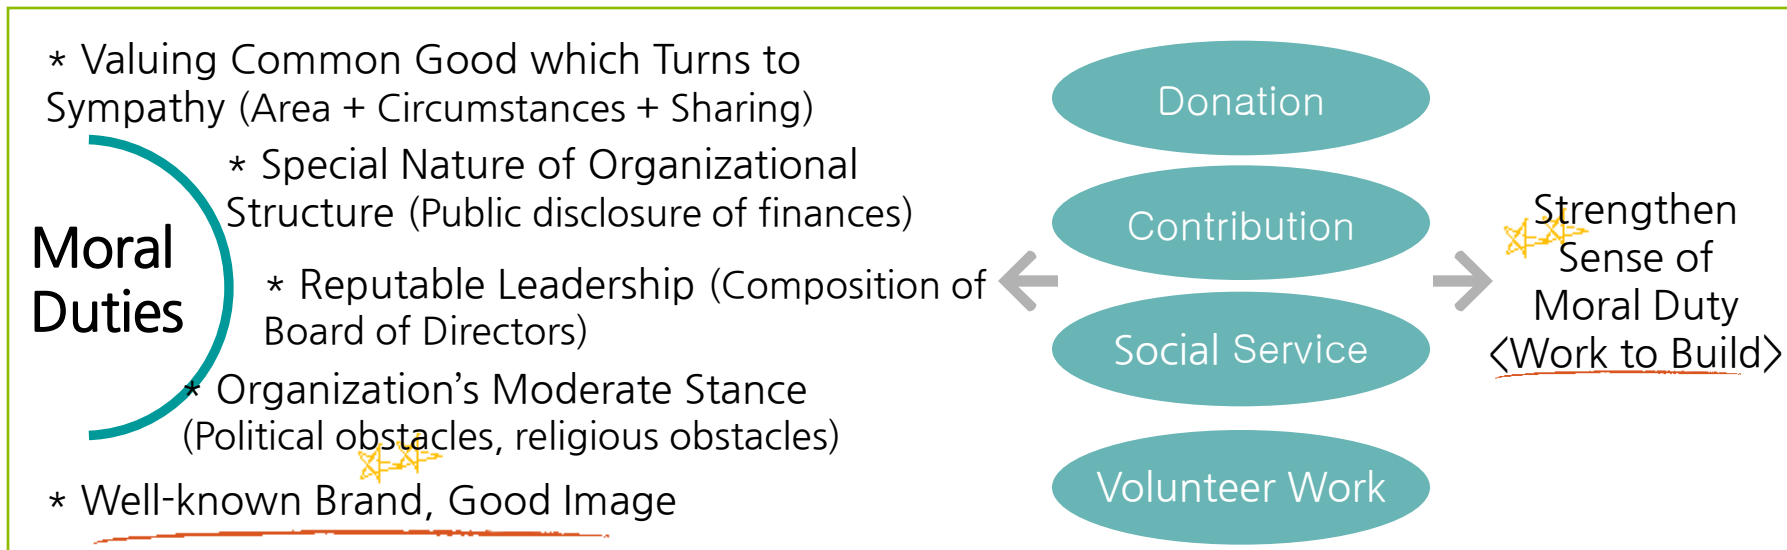 * Valuing Common Good which Turns to
Sympathy (Area + Circumstances + Sharing)
* Special Nature of Organizational
Structure (Public disclosure of finances)
Moral
Duties
* Reputable Leadership (Composition of
Board of Directors)
* Organization's Moderate Stance
(Political obstacles, religious obstacles)
* Well-known Brand, Good Image
Donation
Contribution
Social Service
Volunteer Work
Strengthen
Sense of
Moral Duty
<Work to Build>